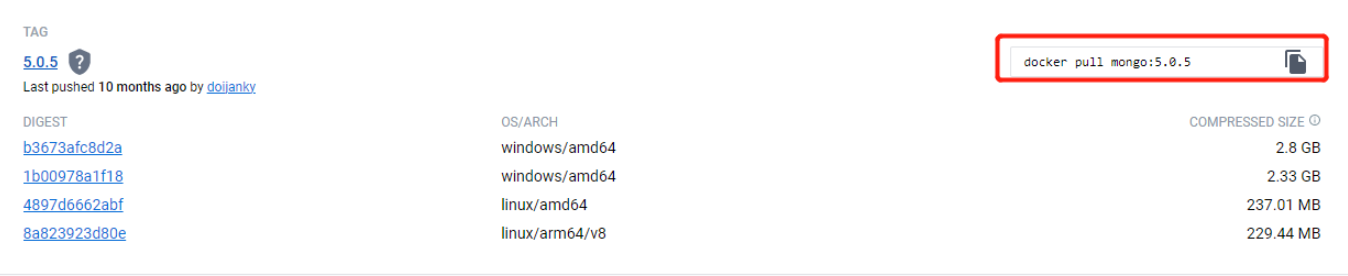 TAG
5.0.5
docker pull mongo:5.0.5
Last pushed 10 months ago by doijanky
DIGEST OS/ARCH COMPRESSED SIZE
b3673afc8d2a windows/amd64 2.8 GB
1b00978a1f18 windows/amd64 2.33 GB
4897d6662abf linux/amd64 237.01 MB
8a823923d80e linux/arm64/v8 229.44 MB